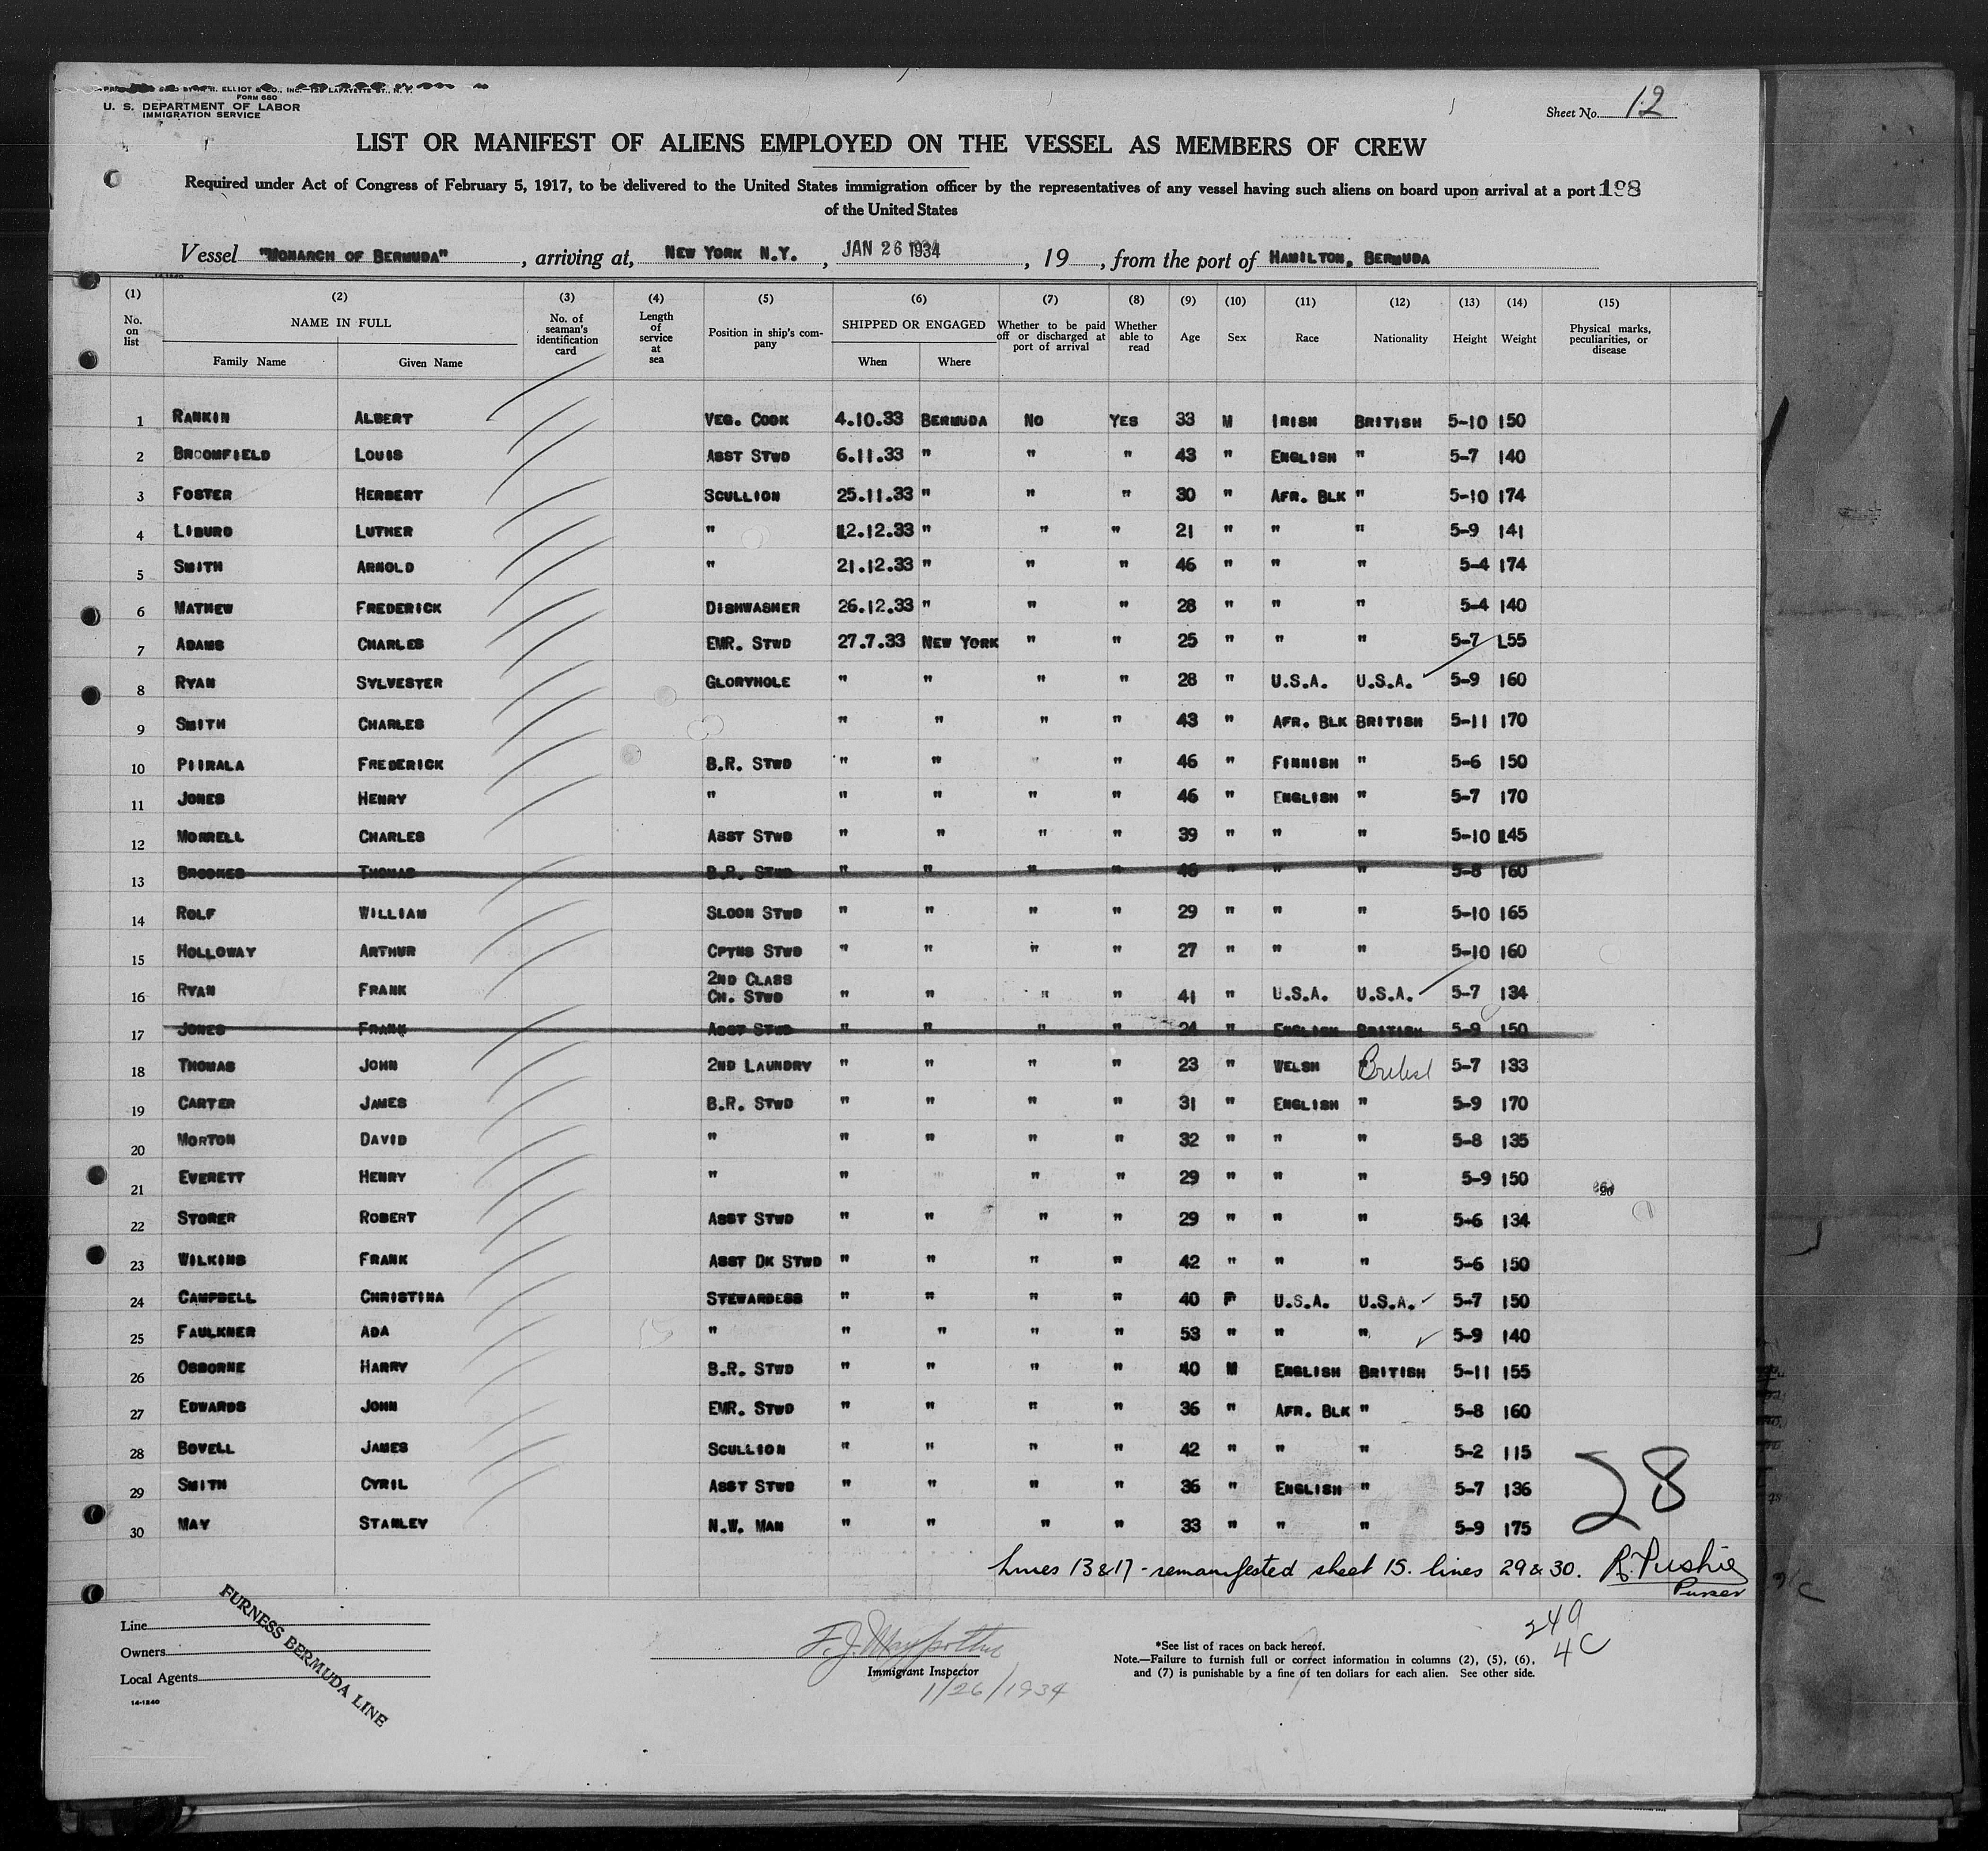 FORM 680
U. S. DEPARTMENT OF LABOR
IMMIGRATION SERVICE
Sheet No. 12
LIST OR MANIFEST OF ALIENS EMPLOYED ON THE VESSEL AS MEMBERS OF CREW
Required under Act of Congress of February 5, 1917, to be delivered to the United States immigration officer by the representatives of any vessel having such aliens on board upon arrival at a port 198
of the United States
Vessel "MONARCH OF BERMUDA", arriving at, NEW YORK N.Y., JAN 26 1934, 19, from the port of HAMILTON, BERMUDA
(1) (2) (3) (4) (5) (6) (7) (8) (9) (10) (11) (12) (13) (14) (15)
No. on list NAME IN FULL Family Name Given Name No. of seaman's identification card Length of service at sea Position in ship's company SHIPPED OR ENGAGED When Where Whether to be paid off or discharged at port of arrival Whether able to read Age Sex Race Nationality Height Weight Physical marks, peculiarities, or disease
1 RANKIN ALBERT VEG. COOK 4.10.33 BERMUDA NO YES 33 M IRISH BRITISH 5-10 150
2 BROOMFIELD LOUIS ASST STWD 6.11.33 " " " 43 " ENGLISH " 5-7 140
3 FOSTER HERBERT SCULLION 25.11.33 " " " 30 " AFR. BLK " 5-10 174
4 LIBURD LUTHER " 12.12.33 " " " 21 " " " 5-9 141
5 SMITH ARNOLD " 21.12.33 " " " 46 " " " 5-4 174
6 MATHEW FREDERICK DISHWASHER 26.12.33 " " " 28 " " " 5-4 140
7 ADAMS CHARLES EMR. STWD 27.7.33 NEW YORK " " 25 " " " 5-7 155
8 RYAN SYLVESTER GLORYHOLE " " " " 28 " U.S.A. U.S.A. 5-9 160
9 SMITH CHARLES " " " " 43 " AFR. BLK BRITISH 5-11 170
10 PIIRALA FREDERICK B.R. STWD " " " " 46 " FINNISH " 5-6 150
11 JONES HENRY " " " " " 46 " ENGLISH " 5-7 170
12 MORRELL CHARLES ASST STWD " " " " 39 " " " 5-10 145
13 BROOKES THOMAS B.R. STWD " " " " 46 " " " 5-8 160
14 ROLF WILLIAM SLOON STWD " " " " 29 " " " 5-10 165
15 HOLLOWAY ARTHUR CPTNS STWD " " " " 27 " " " 5-10 160
16 RYAN FRANK 2ND CLASS CH. STWD " " " " 41 " U.S.A. U.S.A. 5-7 134
17 JONES FRANK ASST STWD " " " " 24 " ENGLISH BRITISH 5-9 150
18 THOMAS JOHN 2ND LAUNDRY " " " " 23 " WELSH British 5-7 133
19 CARTER JAMES B.R. STWD " " " " 31 " ENGLISH " 5-9 170
20 MORTON DAVID " " " " " 32 " " " 5-8 135
21 EVERETT HENRY " " " " " 29 " " " 5-9 150
22 STORER ROBERT ASST STWD " " " " 29 " " " 5-6 134
23 WILKINS FRANK ASST DK STWD " " " " 42 " " " 5-6 150
24 CAMPBELL CHRISTINA STEWARDESS " " " " 40 F U.S.A. U.S.A. 5-7 150
25 FAULKNER ADA " " " " " 53 " " " 5-9 140
26 OSBORNE HARRY B.R. STWD " " " " 40 M ENGLISH BRITISH 5-11 155
27 EDWARDS JOHN EMR. STWD " " " " 36 " AFR. BLK " 5-8 160
28 BOVELL JAMES SCULLION " " " " 42 " " " 5-2 115
29 SMITH CYRIL ASST STWD " " " " 36 " ENGLISH " 5-7 136
30 MAY STANLEY N.W. MAN " " " " 33 " " " 5-9 175
28
Lines 13 & 17 - remanifested sheet 15. lines 29 & 30. R. Pushie
Purser
249
4C
Line
Owners
Local Agents
14-1240
FURNESS BERMUDA LINE
Immigrant Inspector
1/26/1934
*See list of races on back hereof.
Note.—Failure to furnish full or correct information in columns (2), (5), (6),
and (7) is punishable by a fine of ten dollars for each alien. See other side.